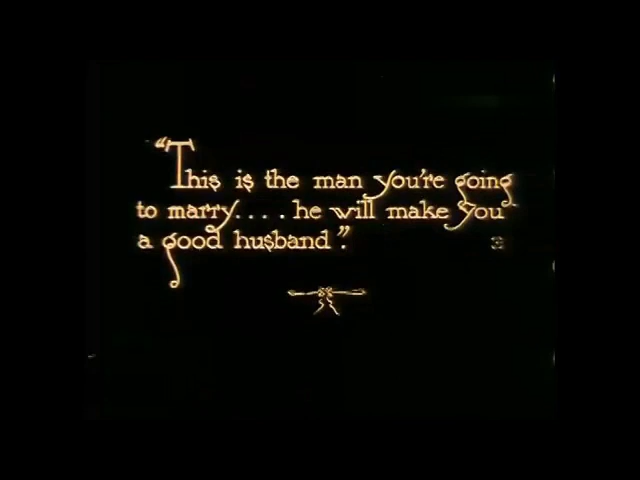 "This is the man you're going
to marry.... he will make you
a good husband".